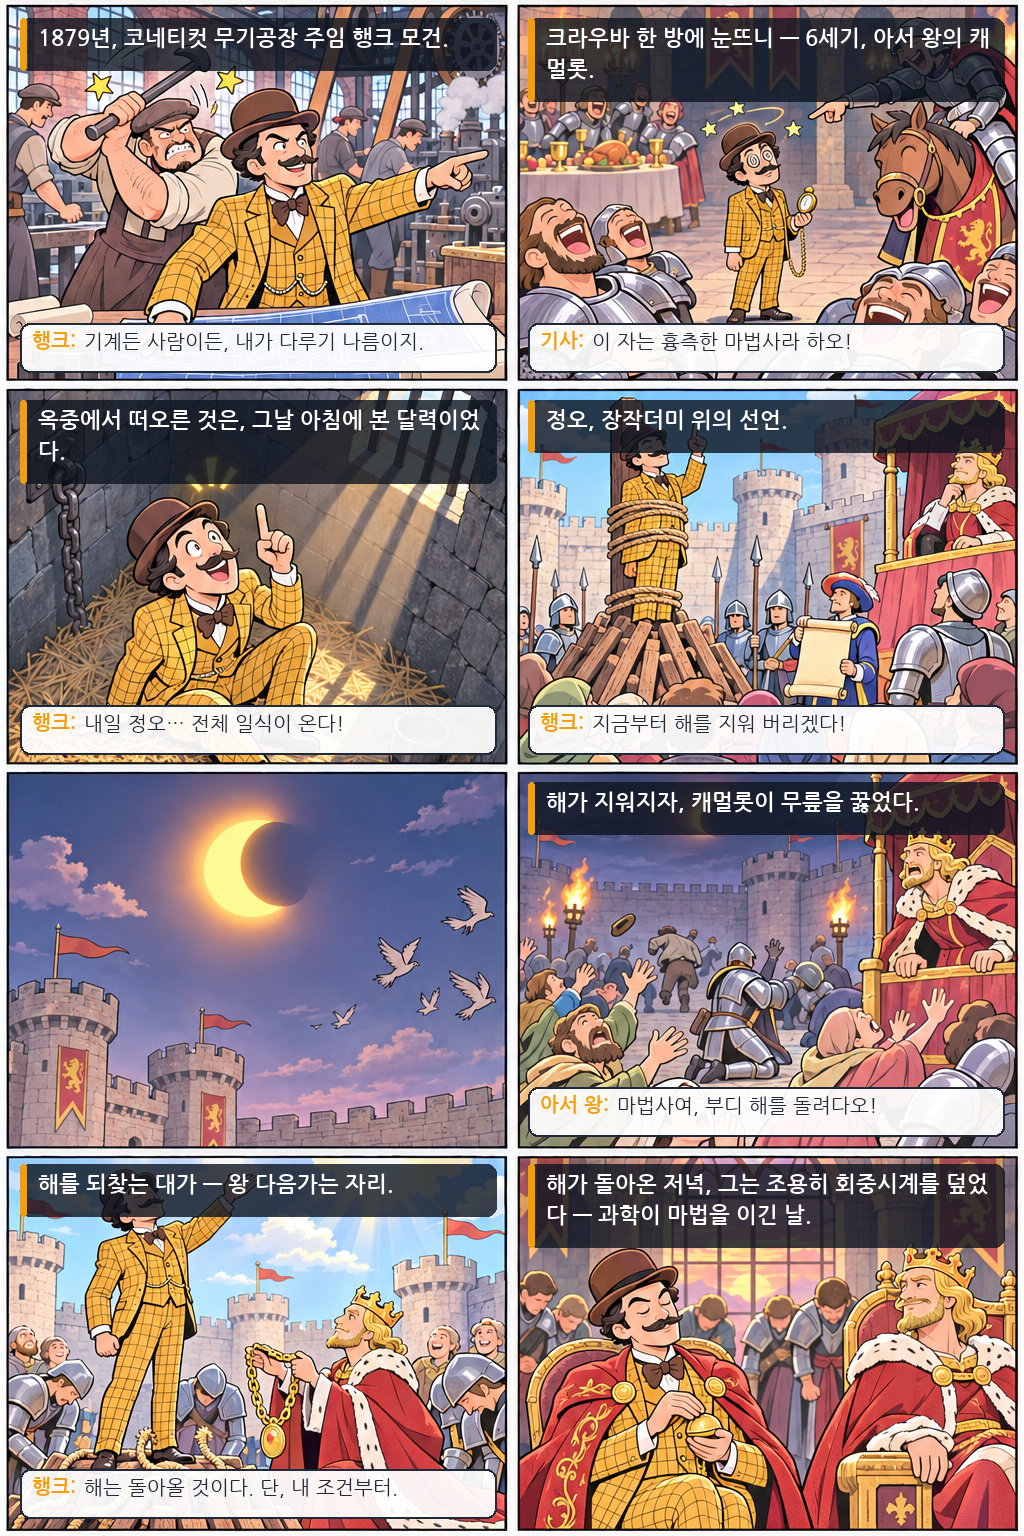 1879년, 코네티컷 무기공장 주임 행크 모건.
행크: 기계든 사람이든, 내가 다루기 나름이지.
크라우바 한 방에 눈뜨니 — 6세기, 아서 왕의 캐
멀롯.
기사: 이 자는 흉측한 마법사라 하오!
옥중에서 떠오른 것은, 그날 아침에 본 달력이었
다.
행크: 내일 정오… 전체 일식이 온다!
정오, 장작더미 위의 선언.
행크: 지금부터 해를 지워 버리겠다!
해가 지워지자, 캐멀롯이 무릎을 꿇었다.
아서 왕: 마법사여, 부디 해를 돌려다오!
해를 되찾는 대가 — 왕 다음가는 자리.
행크: 해는 돌아올 것이다. 단, 내 조건부터.
해가 돌아온 저녁, 그는 조용히 회중시계를 덮었
다 — 과학이 마법을 이긴 날.